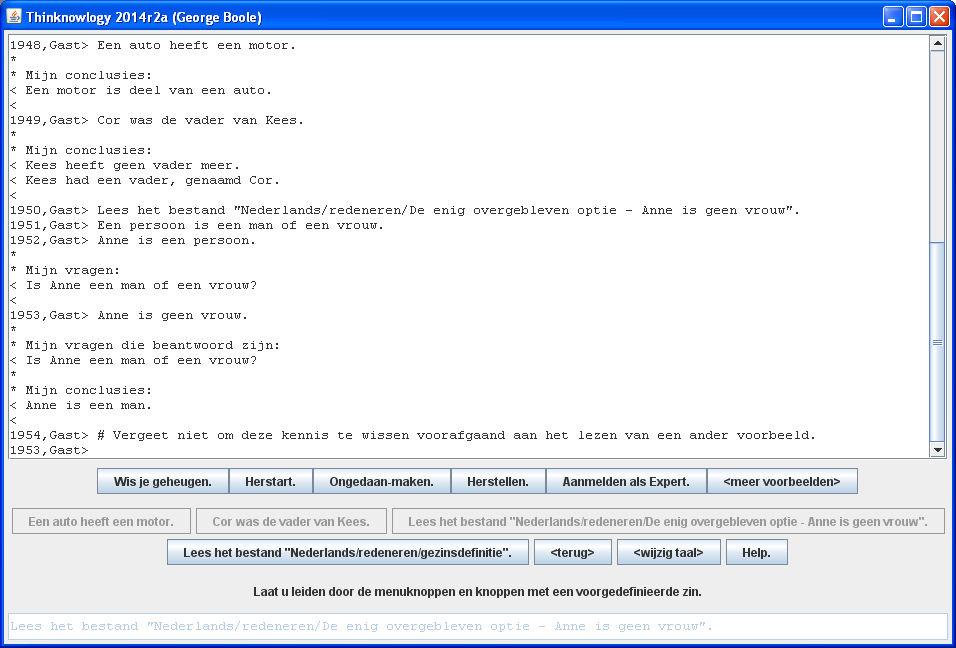 Thinknowlogy 2014r2a (George Boole)
1948,Gast> Een auto heeft een motor.
*
* Mijn conclusies:
< Een motor is deel van een auto.
<
1949,Gast> Cor was de vader van Kees.
*
* Mijn conclusies:
< Kees heeft geen vader meer.
< Kees had een vader, genaamd Cor.
<
1950,Gast> Lees het bestand "Nederlands/redeneren/De enig overgebleven optie - Anne is geen vrouw".
1951,Gast> Een persoon is een man of een vrouw.
1952,Gast> Anne is een persoon.
*
* Mijn vragen:
< Is Anne een man of een vrouw?
<
1953,Gast> Anne is geen vrouw.
*
* Mijn vragen die beantwoord zijn:
< Is Anne een man of een vrouw?
*
* Mijn conclusies:
< Anne is een man.
<
1954,Gast> # Vergeet niet om deze kennis te wissen voorafgaand aan het lezen van een ander voorbeeld.
1953,Gast>
Wis je geheugen. Herstart. Ongedaan-maken. Herstellen. Aanmelden als Expert. <meer voorbeelden>
Een auto heeft een motor. Cor was de vader van Kees. Lees het bestand "Nederlands/redeneren/De enig overgebleven optie - Anne is geen vrouw".
Lees het bestand "Nederlands/redeneren/gezinsdefinitie". <terug> <wijzig taal> Help.
Laat u leiden door de menuknoppen en knoppen met een voorgedefinieerde zin.
Lees het bestand "Nederlands/redeneren/De enig overgebleven optie - Anne is geen vrouw".